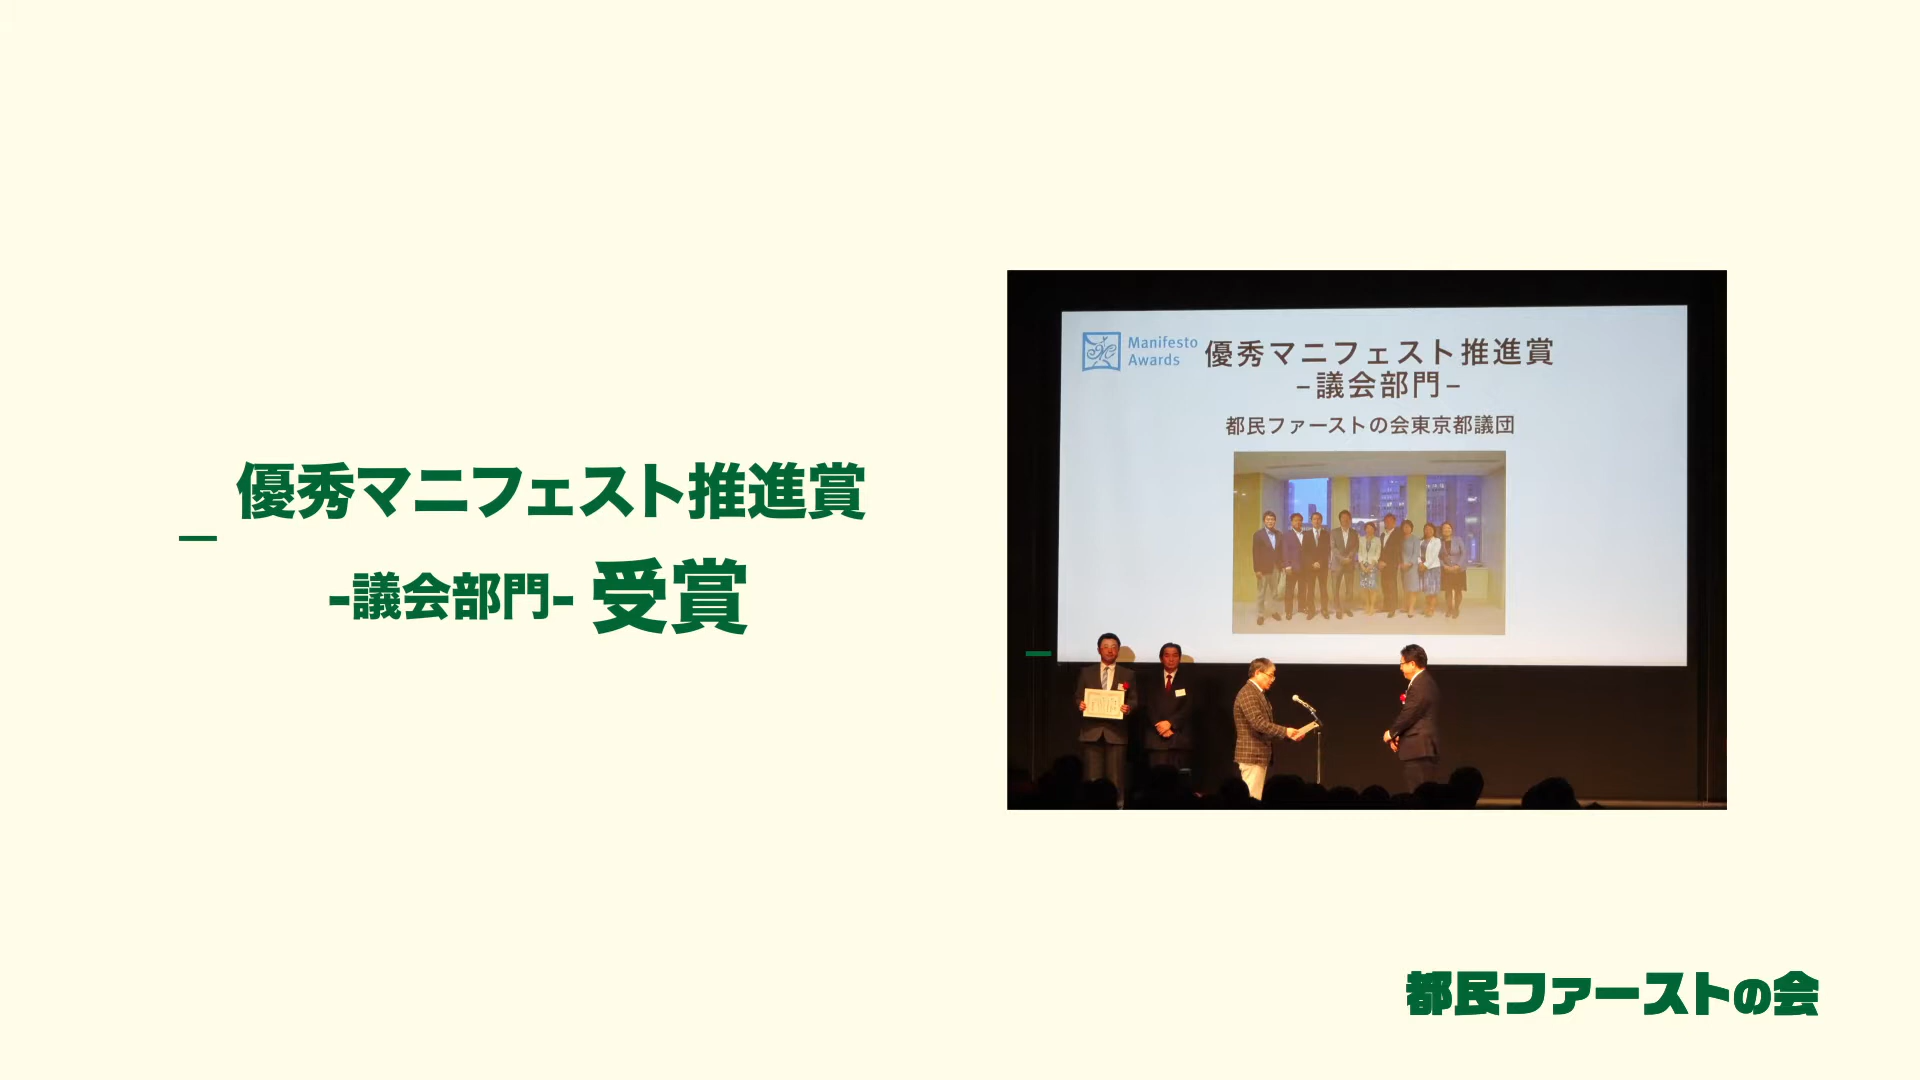 優秀マニフェスト推進賞
-議会部門- 受賞
Manifesto
Awards
優秀マニフェスト推進賞
-議会部門-
都民ファーストの会東京都議団
都民ファーストの会